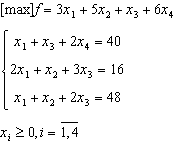 [max]f = 3x₁ + 5x₂ + x₃ + 6x₄
x₁ + x₃ + 2x₄ = 40
2x₁ + x₂ + 3x₃ = 16
x₁ + x₂ + 2x₃ = 48
xᵢ ≥ 0, i = 1,4